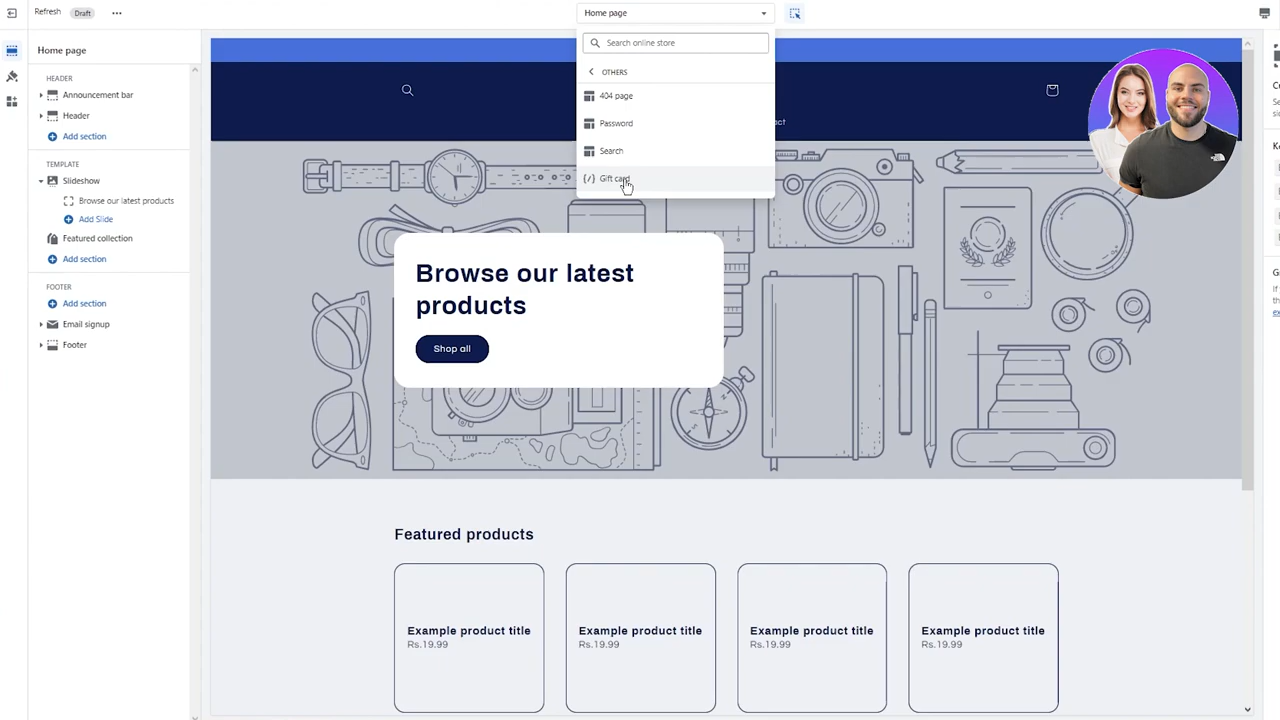 Refresh
Draft
Home page
Home page
Search online store
OTHERS
404 page
Password
Search
Gift card
HEADER
Announcement bar
Header
Add section
TEMPLATE
Slideshow
Browse our latest products
Add Slide
Featured collection
Add section
FOOTER
Add section
Email signup
Footer
Browse our latest
products
Shop all
Featured products
Example product title
Rs.19.99
Example product title
Rs.19.99
Example product title
Rs.19.99
Example product title
Rs.19.99